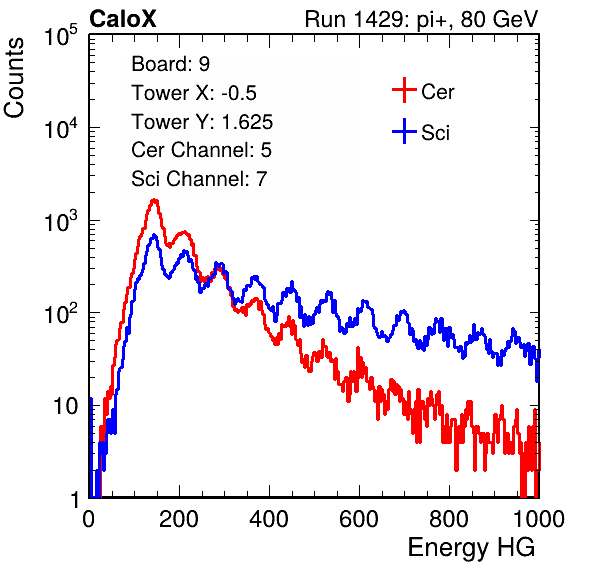 CaloX Run 1429: pi+, 80 GeV
Counts
Board: 9
Tower X: -0.5
Tower Y: 1.625
Cer Channel: 5
Sci Channel: 7
Cer
Sci
10^5
10^4
10^3
10^2
10
1
0 200 400 600 800 1000
Energy HG